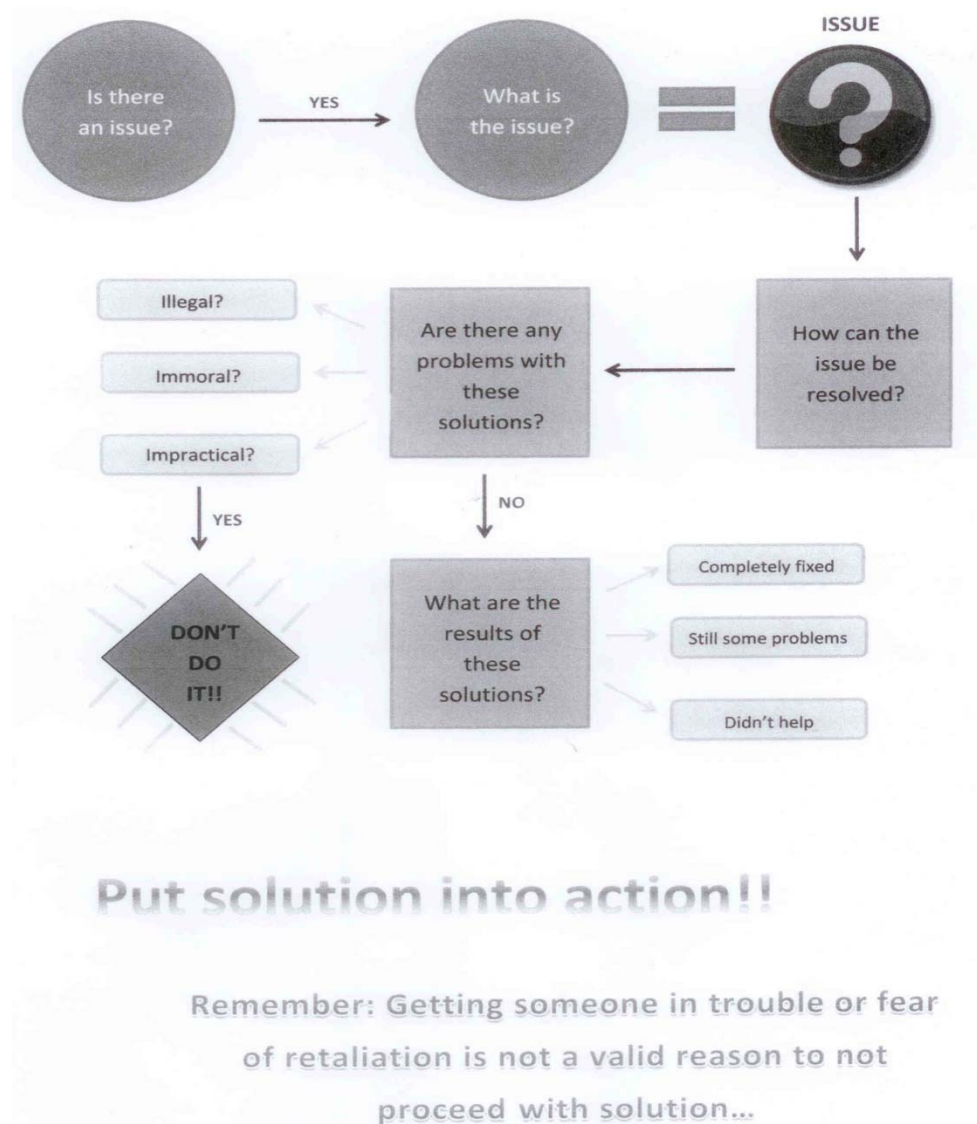 ISSUE
Is there
an issue?
YES
What is
the issue?
?
How can the
issue be
resolved?
Are there any
problems with
these
solutions?
Illegal?
Immoral?
Impractical?
YES
DON'T
DO
IT!!
NO
What are the
results of
these
solutions?
Completely fixed
Still some problems
Didn't help
Put solution into action!!
Remember: Getting someone in trouble or fear
of retaliation is not a valid reason to not
proceed with solution...